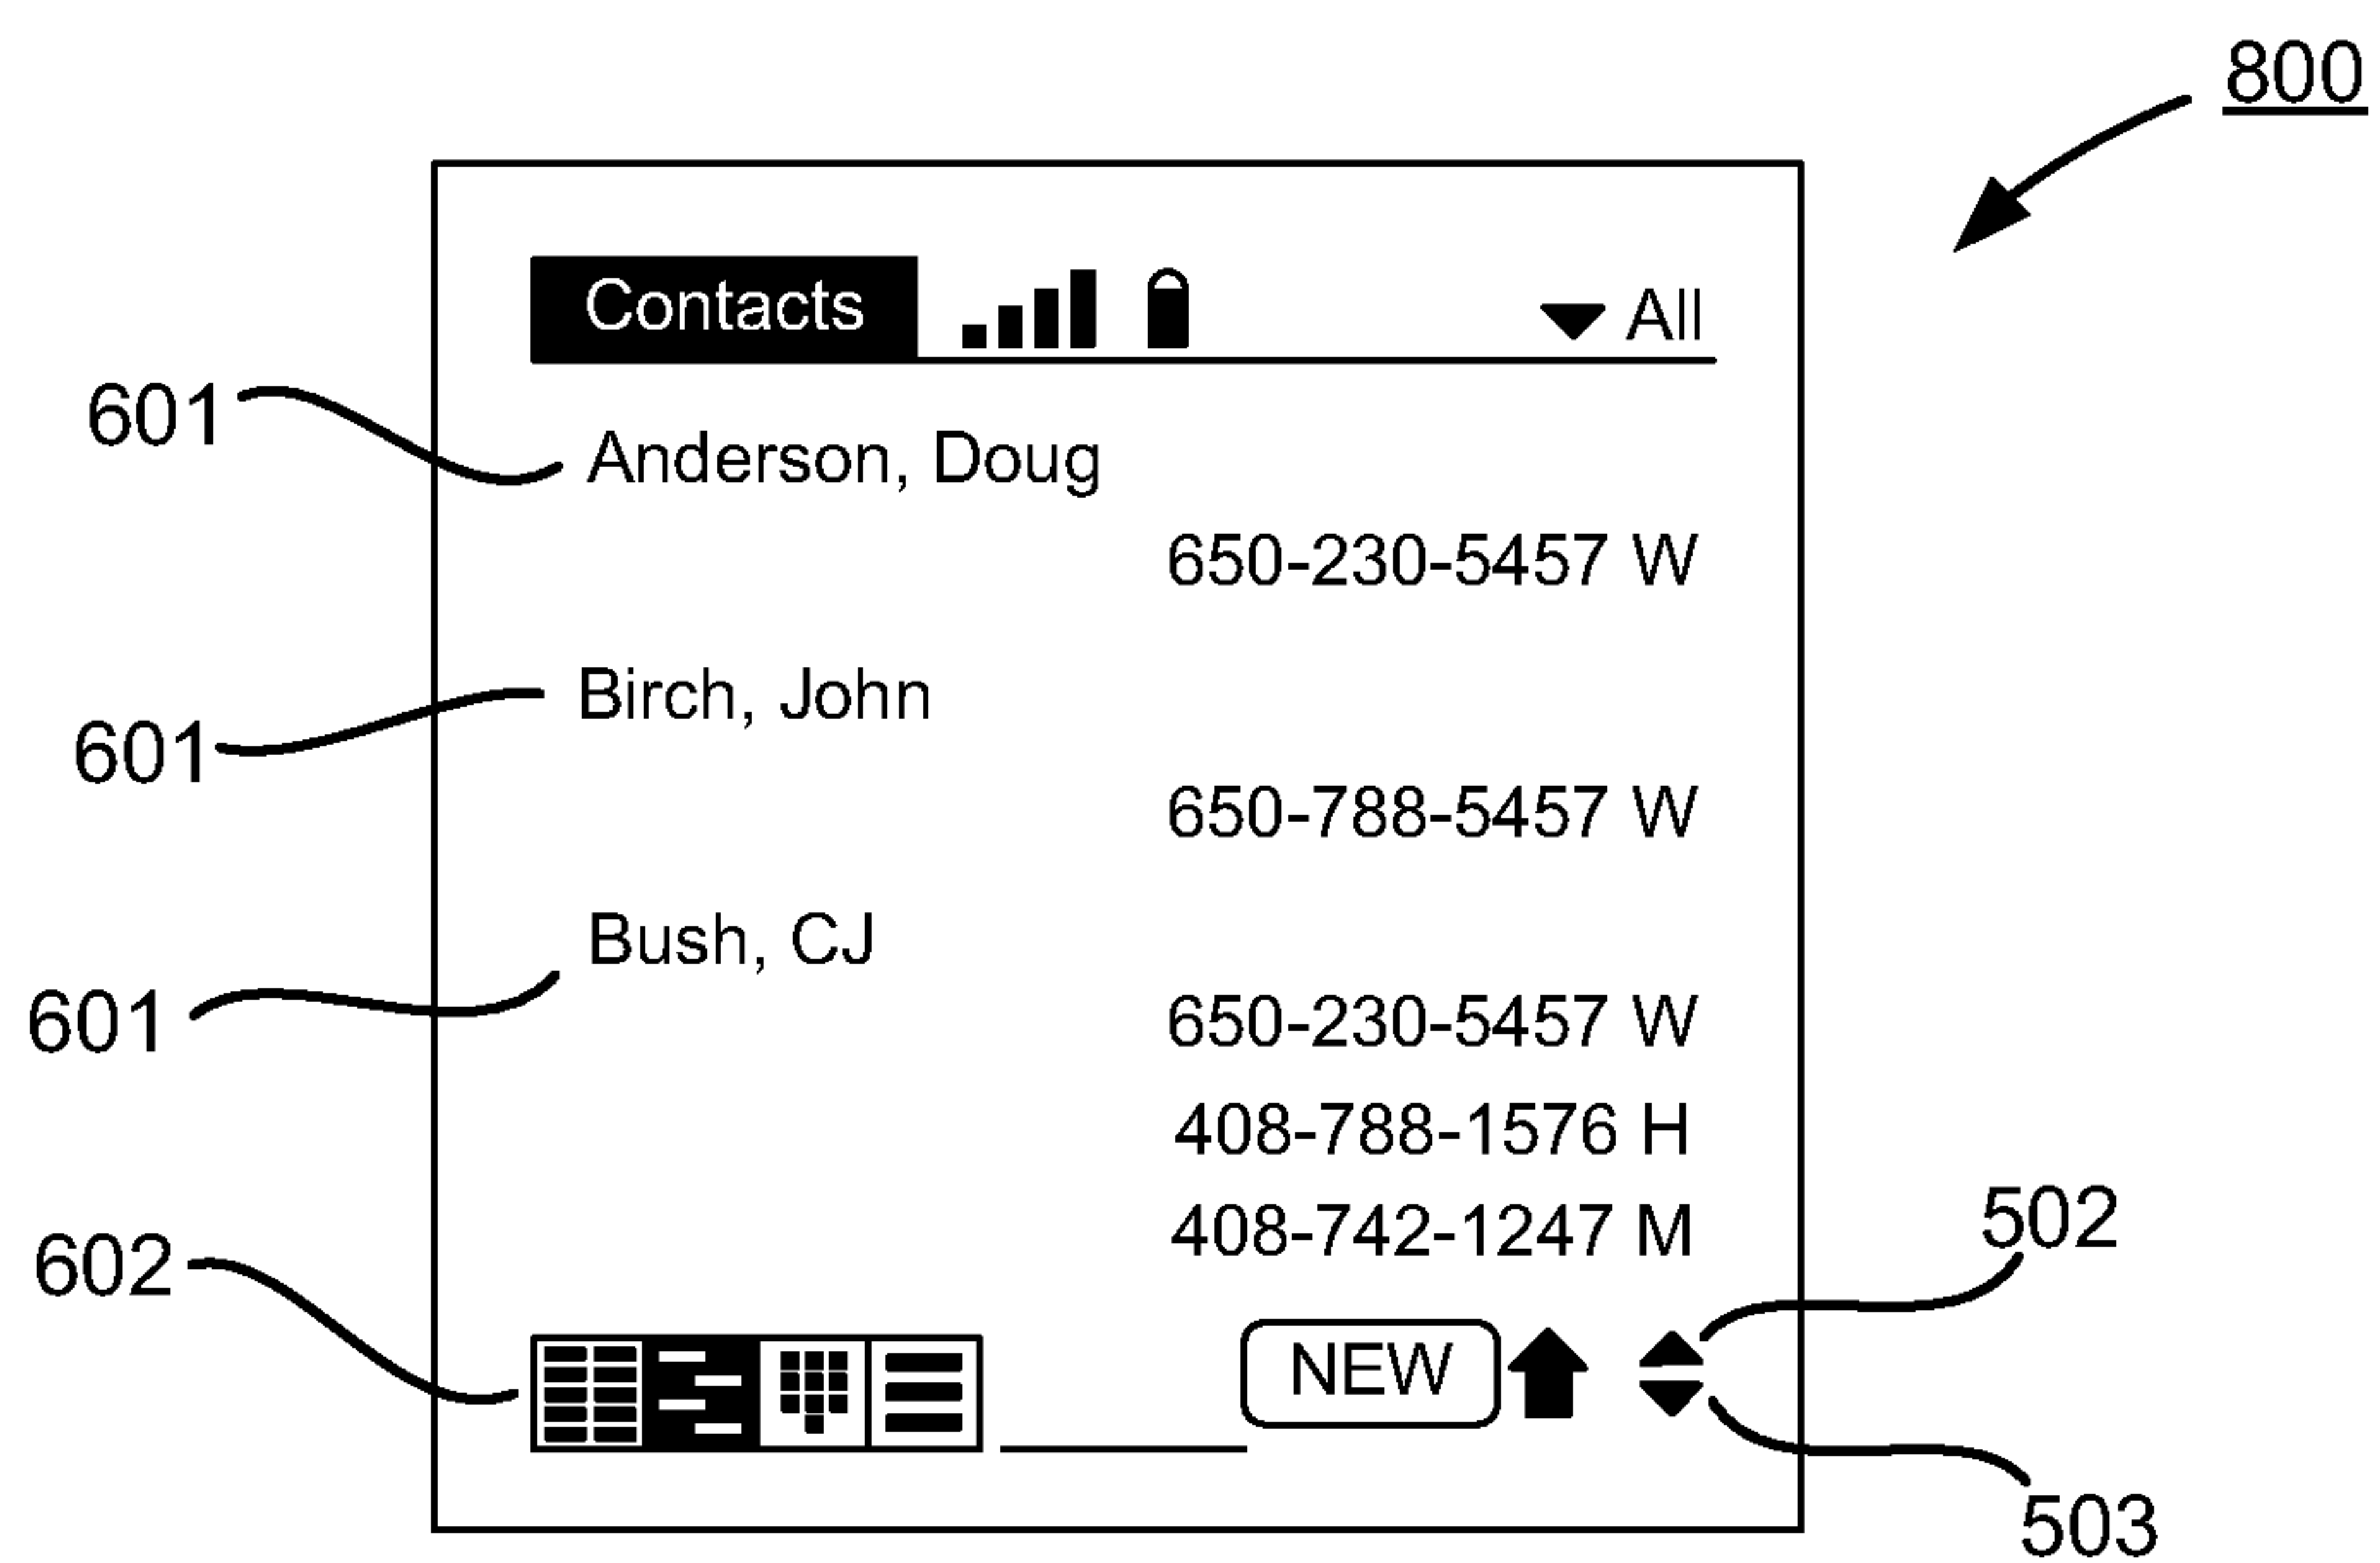 800
Contacts
All
601
Anderson, Doug
650-230-5457 W
601
Birch, John
650-788-5457 W
Bush, CJ
601
650-230-5457 W
408-788-1576 H
408-742-1247 M
502
602
NEW
503